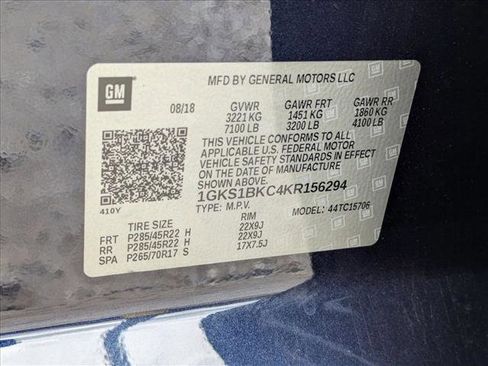 GM
MFD BY GENERAL MOTORS LLC
08/18 GVWR GAWR FRT GAWR RR
3221 KG 1451 KG 1860 KG
7100 LB 3200 LB 4100 LB
THIS VEHICLE CONFORMS TO ALL
APPLICABLE U.S. FEDERAL MOTOR
VEHICLE SAFETY STANDARDS IN EFFECT
ON THE DATE OF MANUFACTURE
SHOWN ABOVE.
1GKS1BKC4KR156294
410Y TYPE: M.P.V. MODEL: 44TC15706
TIRE SIZE RIM
FRT P285/45R22 H 22X9J
RR P285/45R22 H 22X9J
SPA P265/70R17 S 17X7.5J